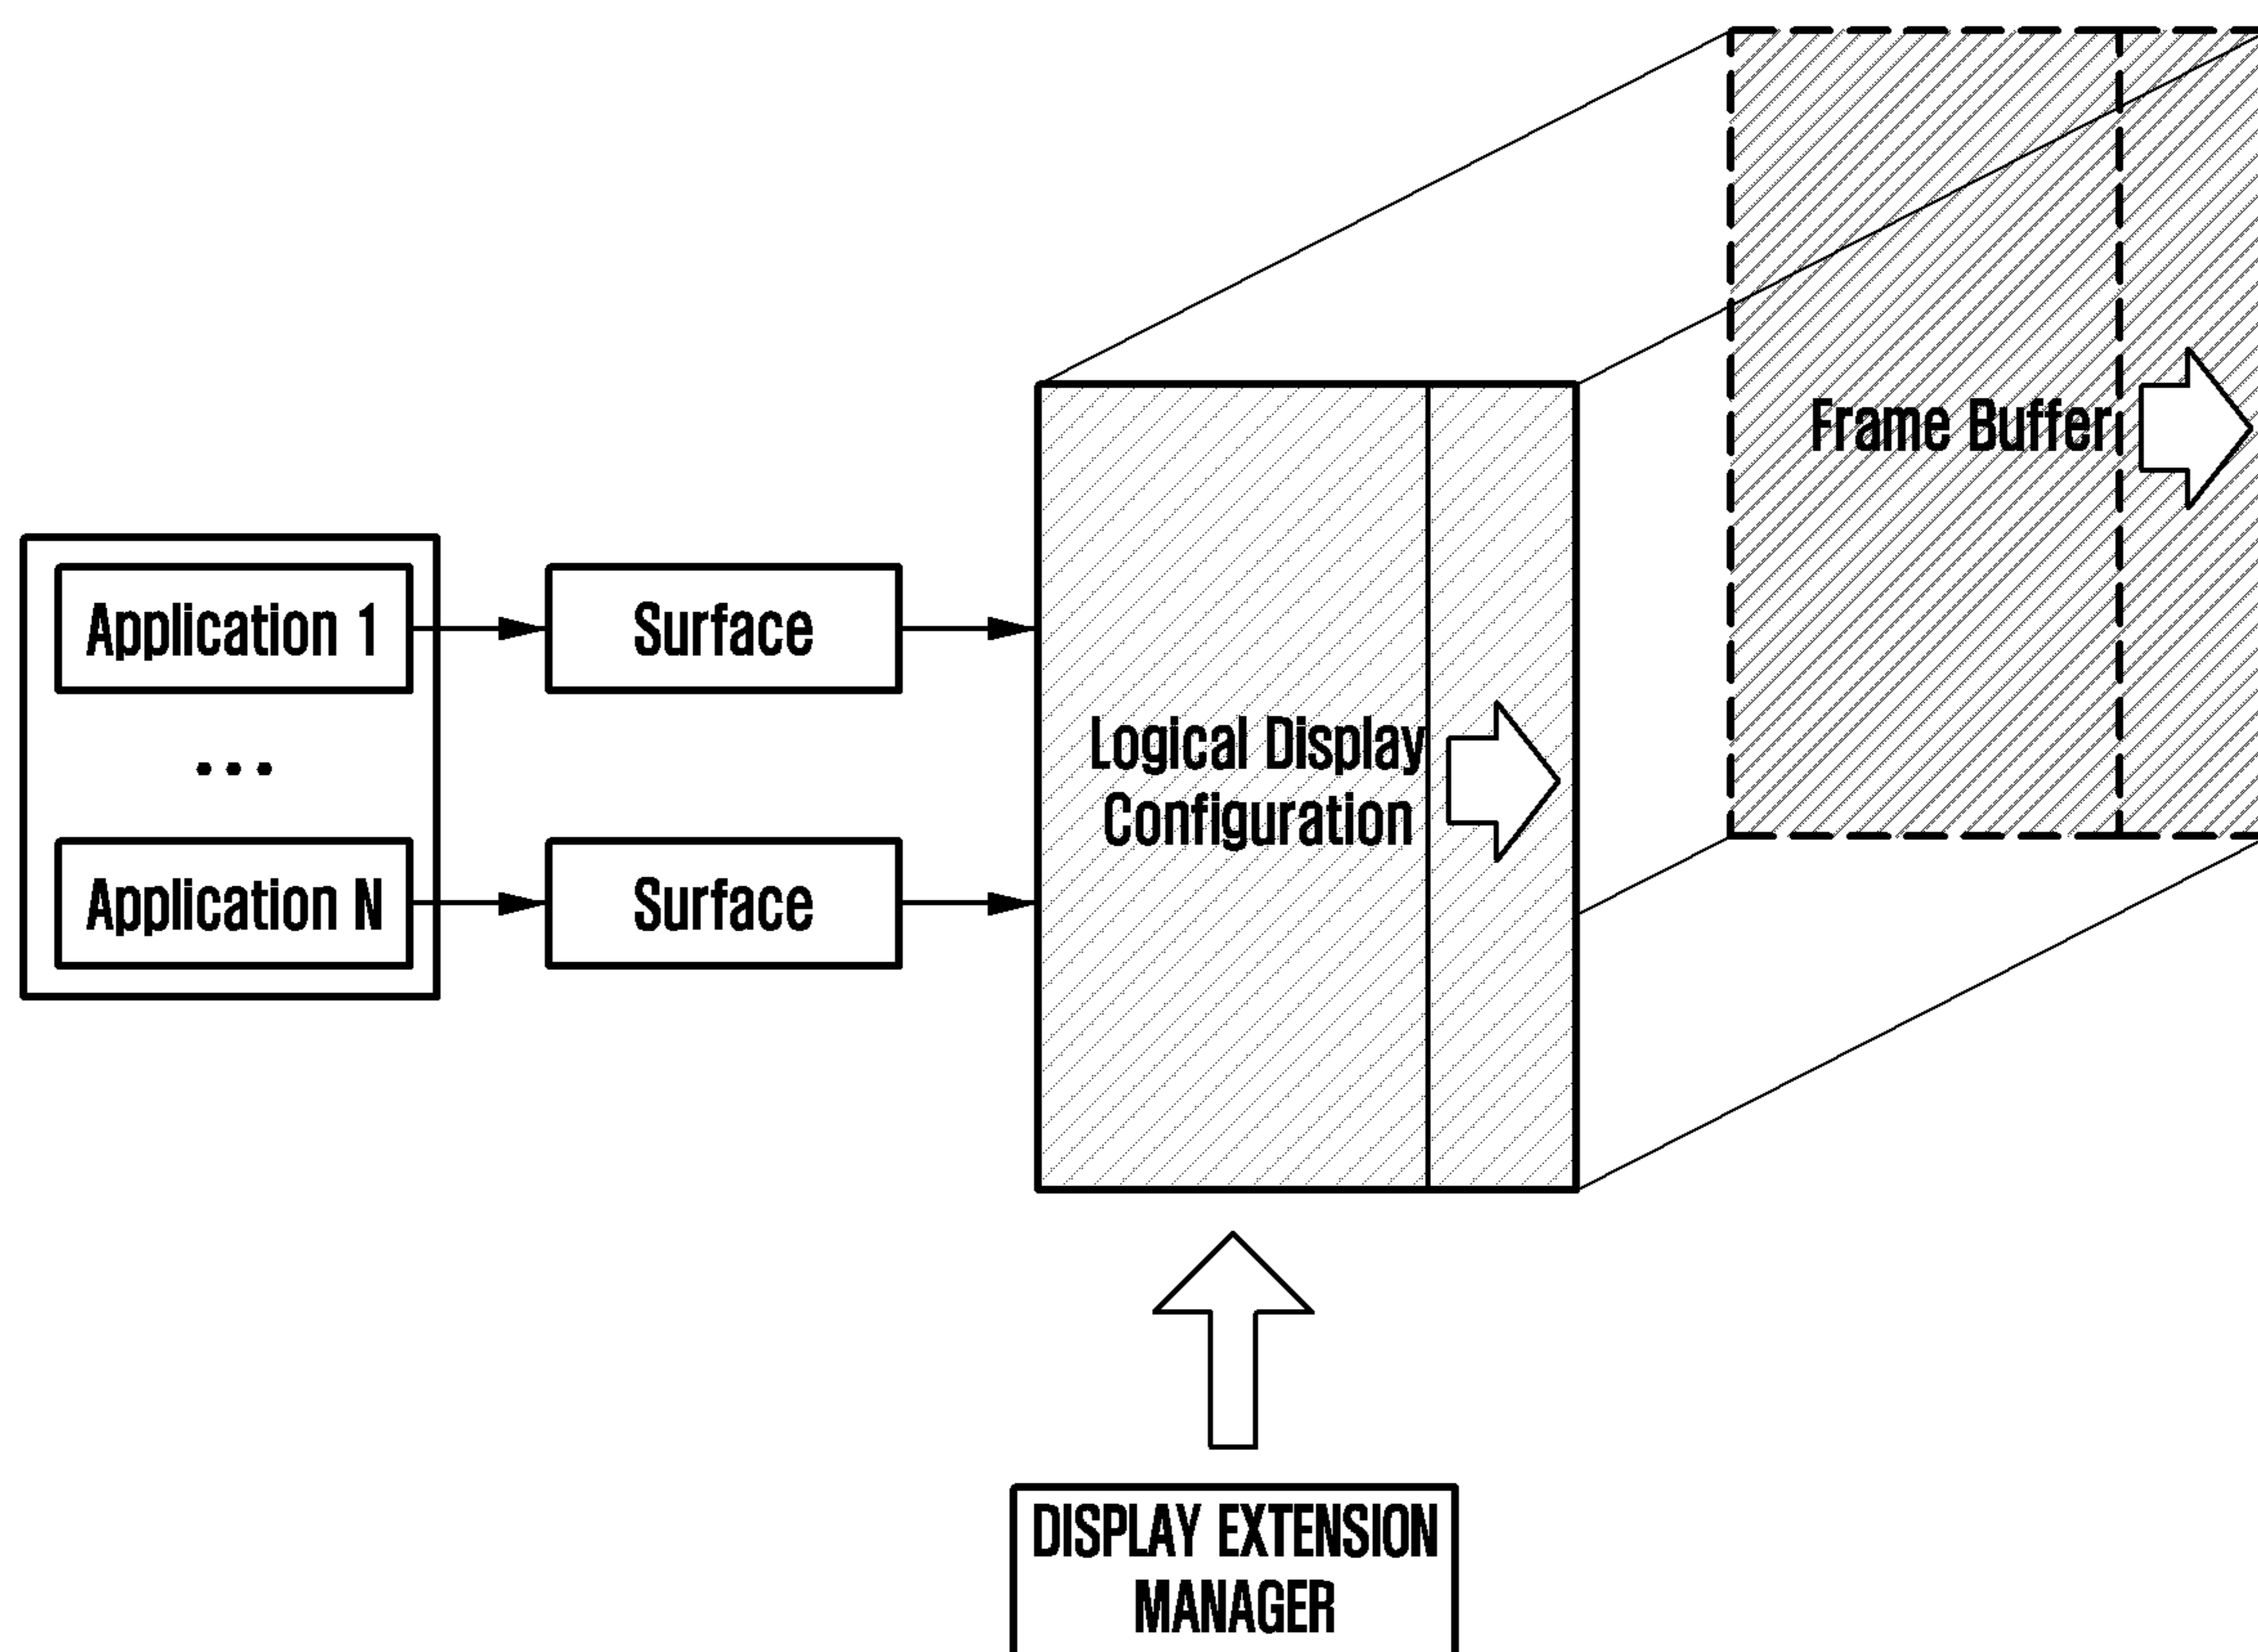 Frame Buffer
Application 1
Surface
Logical Display
Configuration
...
Application N
Surface
DISPLAY EXTENSION
MANAGER